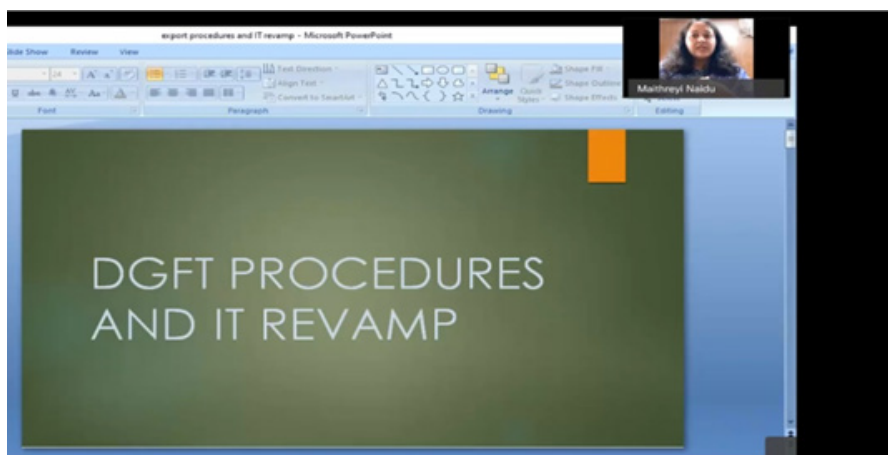 export procedures and IT revamp - Microsoft PowerPoint
Slide Show Review View
Text Direction
Align Text
Convert to SmartArt
Arrange
Quick Styles
Shape Fill
Shape Outline
Shape Effects
Font Paragraph Drawing Editing
Maithreyi Naidu
DGFT PROCEDURES
AND IT REVAMP